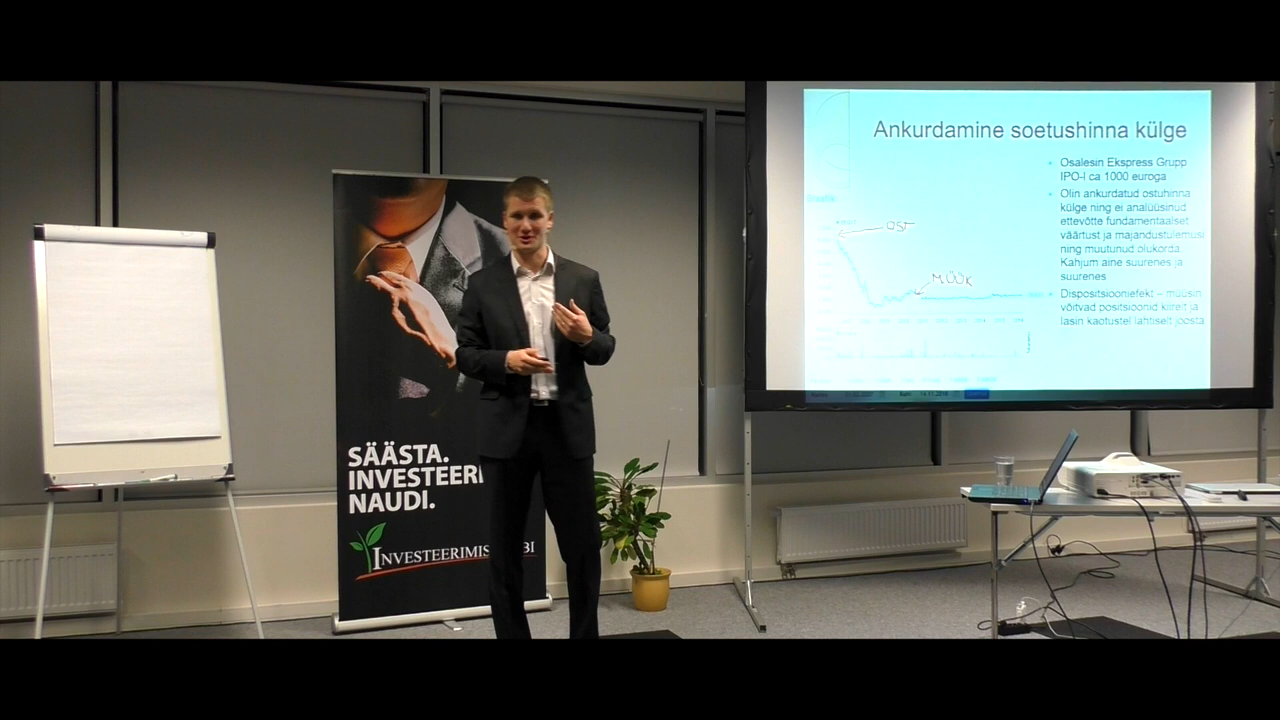 SÄÄSTA.
INVESTEERI
NAUDI.
INVESTEERIMIS BI
Ankurdamine soetushinna külge
Osalesin Ekspress Grupp
IPO-l ca 1000 euroga
Olin ankurdatud ostuhinna
külge ning ei analüüsinud
ettevõtte fundamentaalset
väärtust ja majandustulemusi
ning muutunud olukorda.
Kahjum aine suurenes ja
suurenes
Dispositsiooniefekt – müüsin
võitvad positsioonid kiirelt ja
lasin kaotustel lahtiselt joosta
OST
MÜÜK